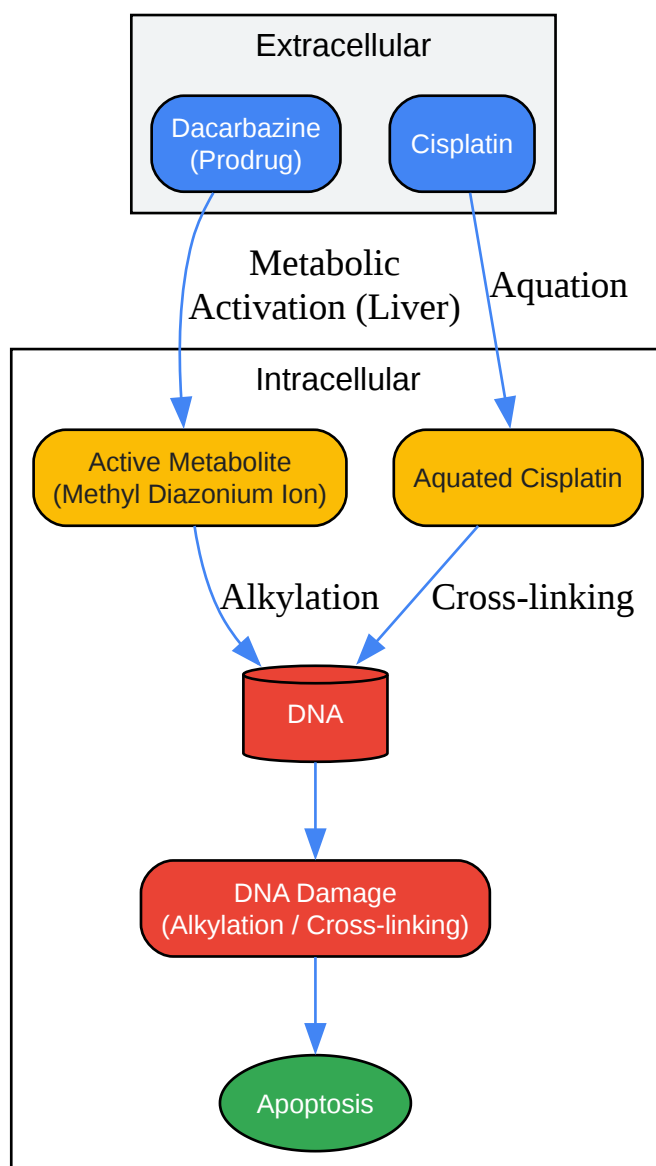 Extracellular
Dacarbazine
(Prodrug)
Cisplatin
Metabolic
Activation (Liver)
Aquation
Intracellular
Active Metabolite
(Methyl Diazonium Ion)
Aquated Cisplatin
Alkylation
Cross-linking
DNA
DNA Damage
(Alkylation / Cross-linking)
Apoptosis